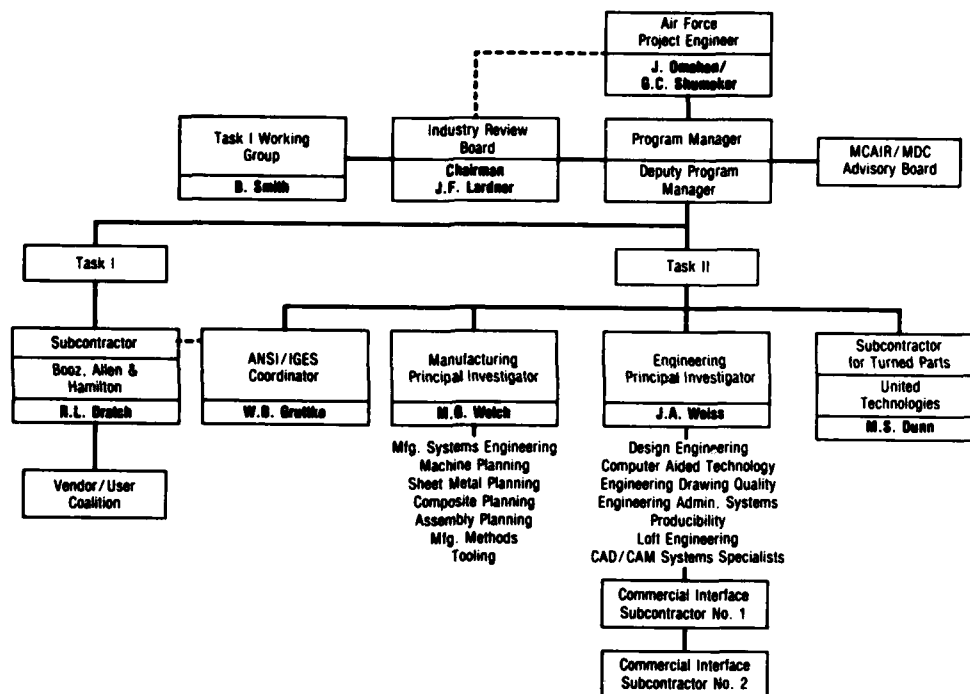 Air Force
Project Engineer
J. Omahen/
G.C. Shumaker
Task I Working
Group
B. Smith
Industry Review
Board
Chairman
J.F. Lardner
Program Manager
Deputy Program
Manager
MCAIR/MDC
Advisory Board
Task I
Task II
Subcontractor
Booz, Allen &
Hamilton
R.L. Dratch
ANSI/IGES
Coordinator
W.B. Gruttke
Manufacturing
Principal Investigator
M.G. Welch
Engineering
Principal Investigator
J.A. Weiss
Subcontractor
for Turned Parts
United
Technologies
M.S. Dunn
Vendor/User
Coalition
Mfg. Systems Engineering
Machine Planning
Sheet Metal Planning
Composite Planning
Assembly Planning
Mfg. Methods
Tooling
Design Engineering
Computer Aided Technology
Engineering Drawing Quality
Engineering Admin. Systems
Producibility
Loft Engineering
CAD/CAM Systems Specialists
Commercial Interface
Subcontractor No. 1
Commercial Interface
Subcontractor No. 2